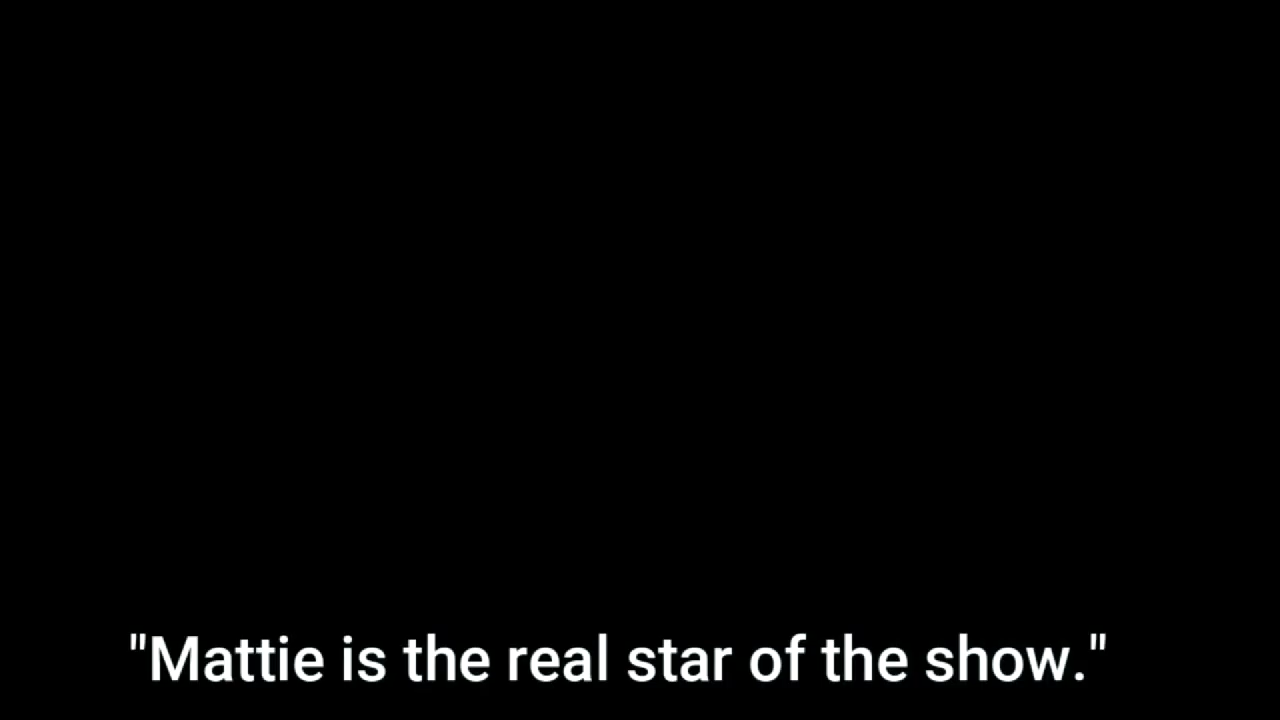 "Mattie is the real star of the show."